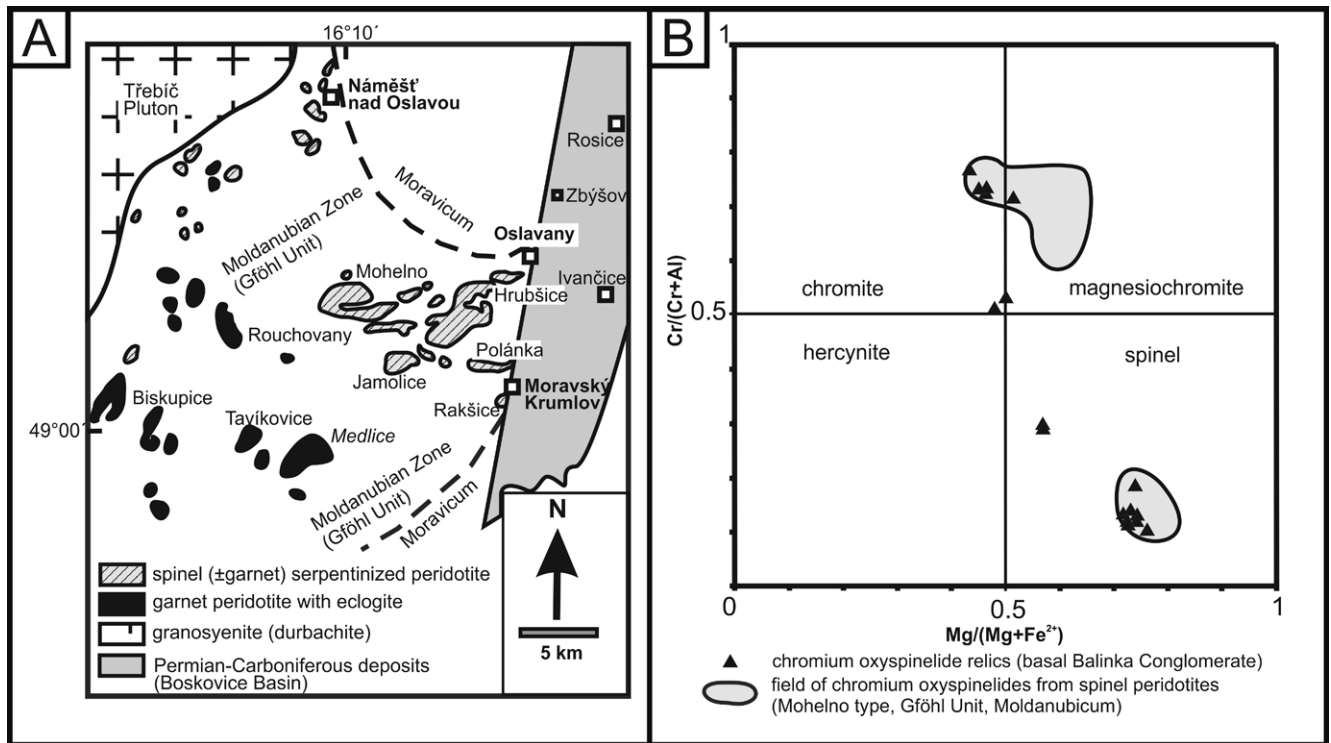 A
16°10´
Třebíč
Pluton
Náměšť
nad Oslavou
Rosice
Moravicum
Zbýšov
Moldanubian Zone
(Gföhl Unit)
Oslavany
Mohelno
Ivančice
Hrubšice
Rouchovany
Polánka
Jamolice
Biskupice
Moravský
Krumlov
Rakšice
Tavíkovice
49°00´
Medlice
Moldanubian Zone
(Gföhl Unit)
Moravicum
N
5 km
spinel (±garnet) serpentinized peridotite
garnet peridotite with eclogite
granosyenite (durbachite)
Permian-Carboniferous deposits
(Boskovice Basin)
B
1
Cr/(Cr+Al)
chromite
magnesiochromite
0.5
hercynite
spinel
0
0.5
1
Mg/(Mg+Fe²⁺)
chromium oxyspinelide relics (basal Balinka Conglomerate)
field of chromium oxyspinelides from spinel peridotites
(Mohelno type, Gföhl Unit, Moldanubicum)